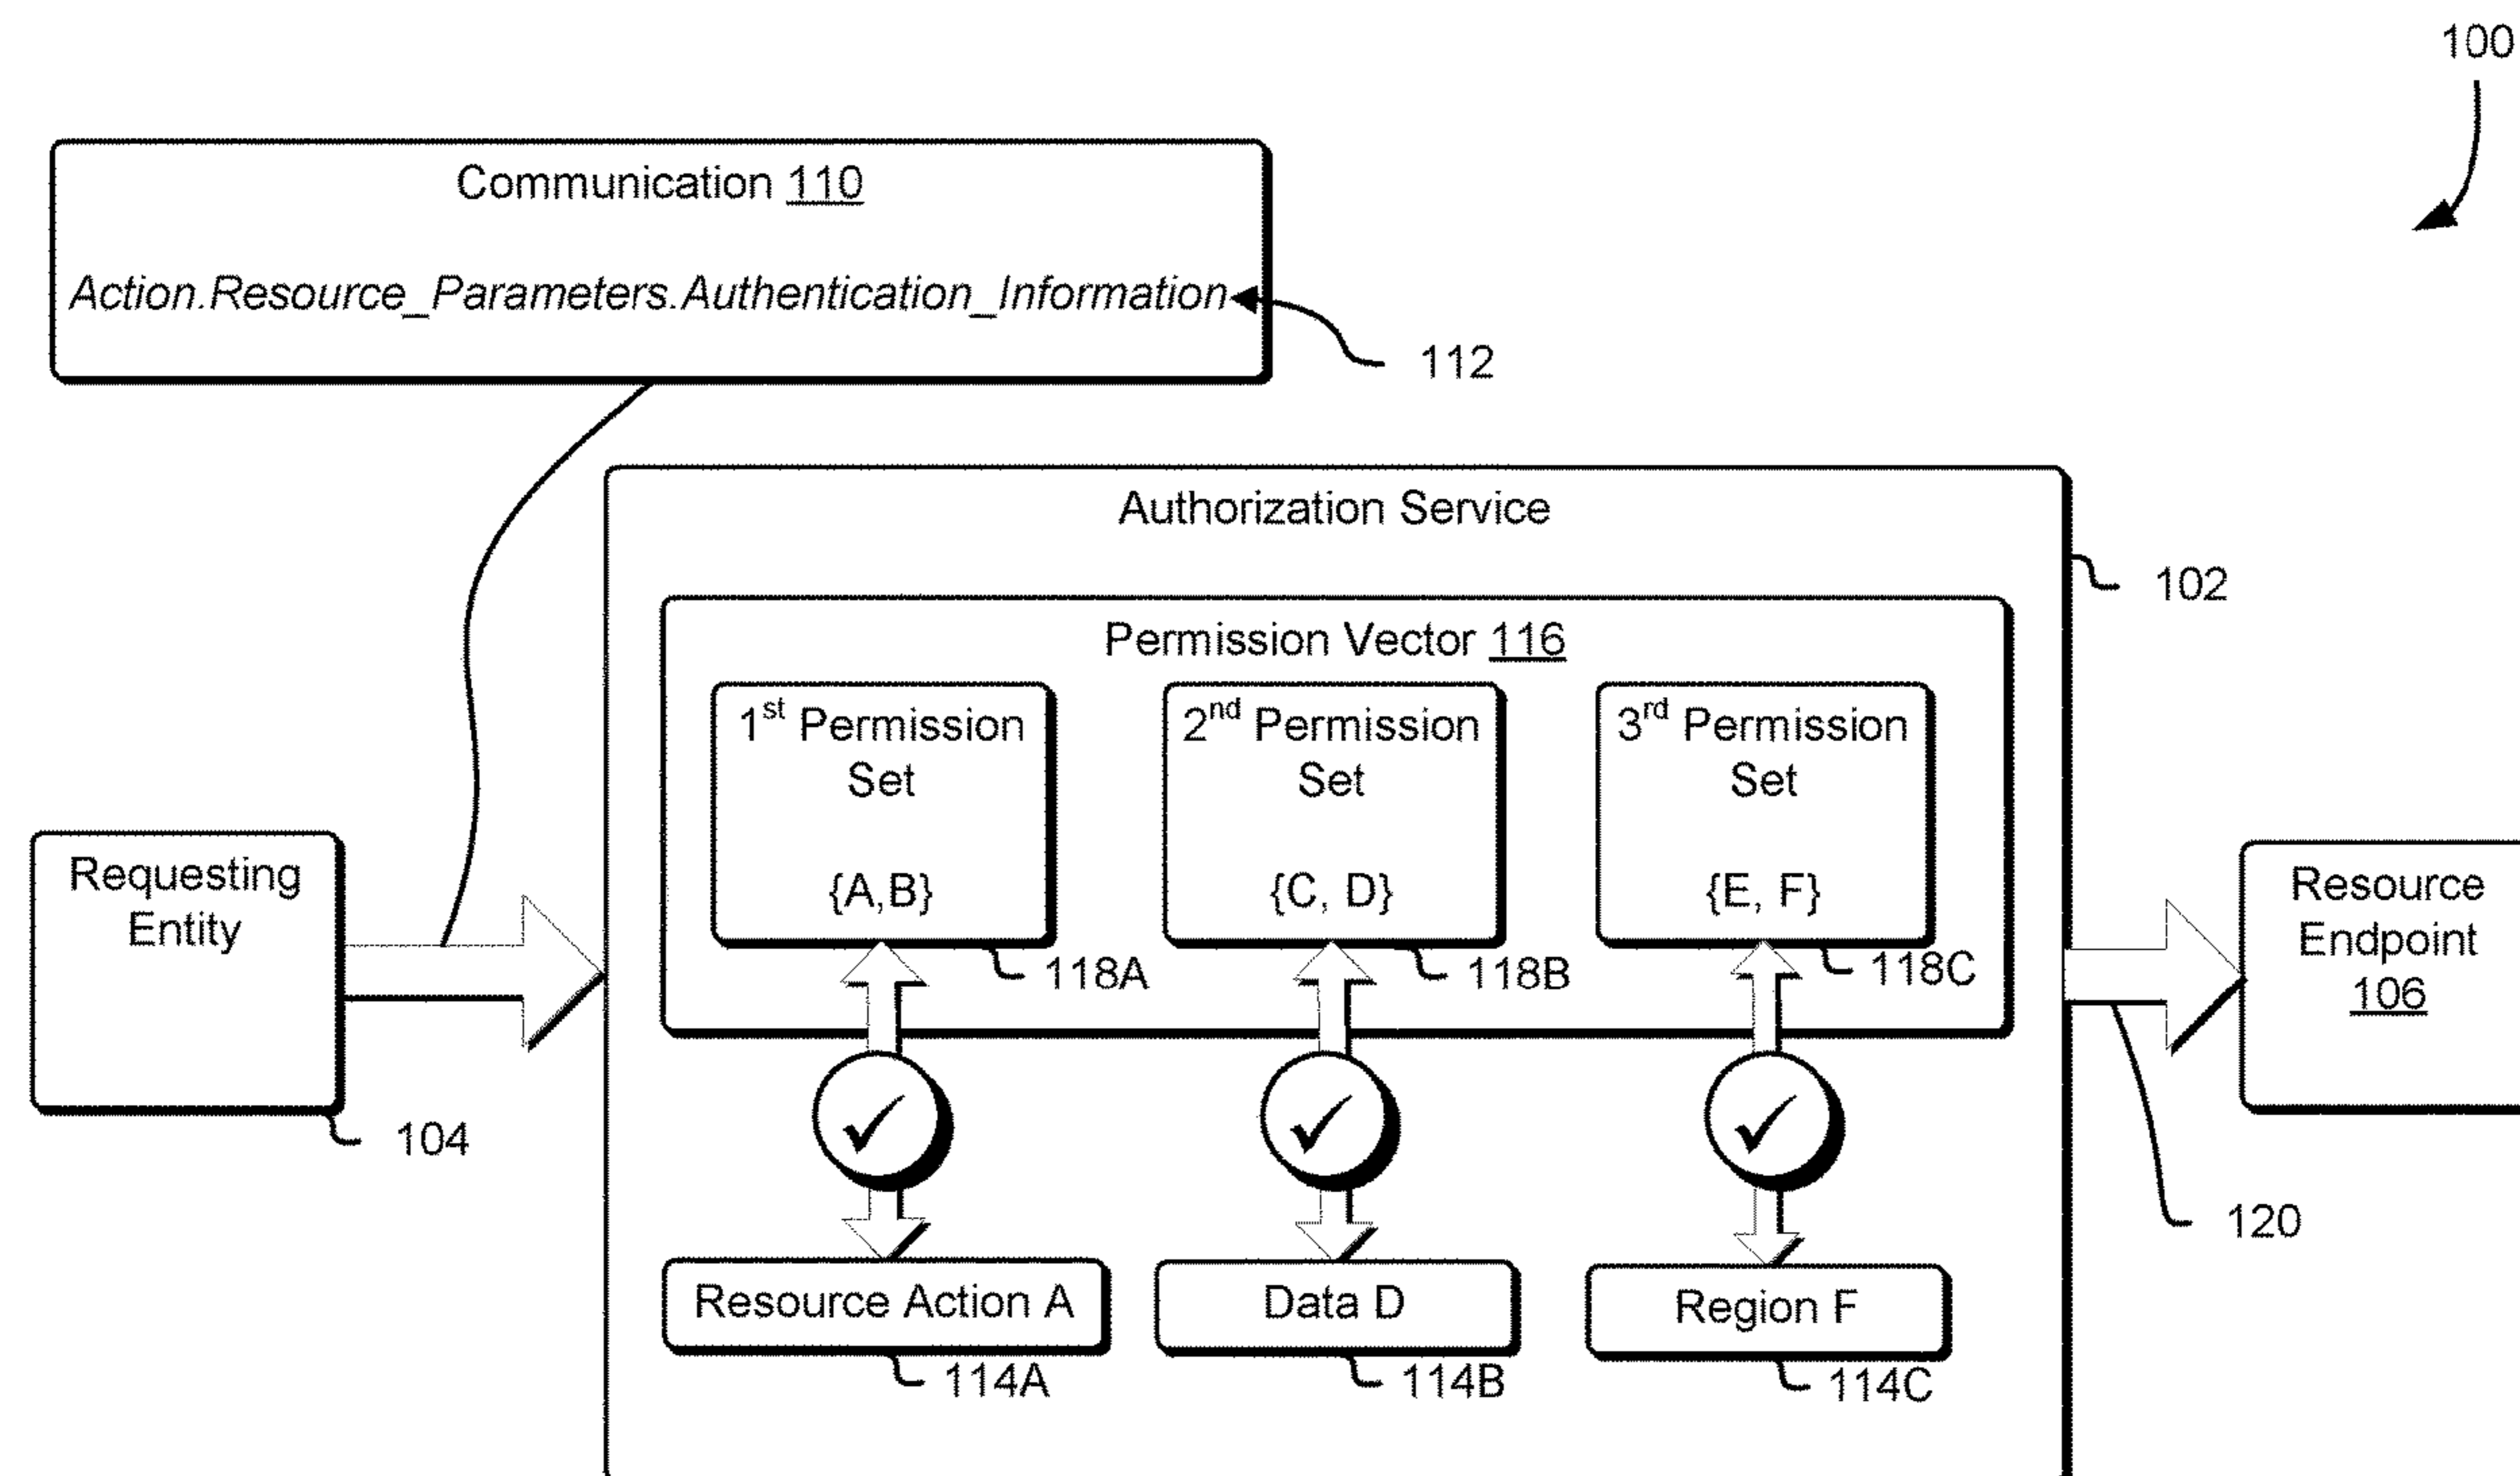 100
Communication 110
Action.Resource_Parameters.Authentication_Information
112
Authorization Service
102
Permission Vector 116
1st Permission
Set
{A,B}
118A
2nd Permission
Set
{C, D}
118B
3rd Permission
Set
{E, F}
118C
Requesting
Entity
104
Resource
Endpoint
106
120
Resource Action A
114A
Data D
114B
Region F
114C